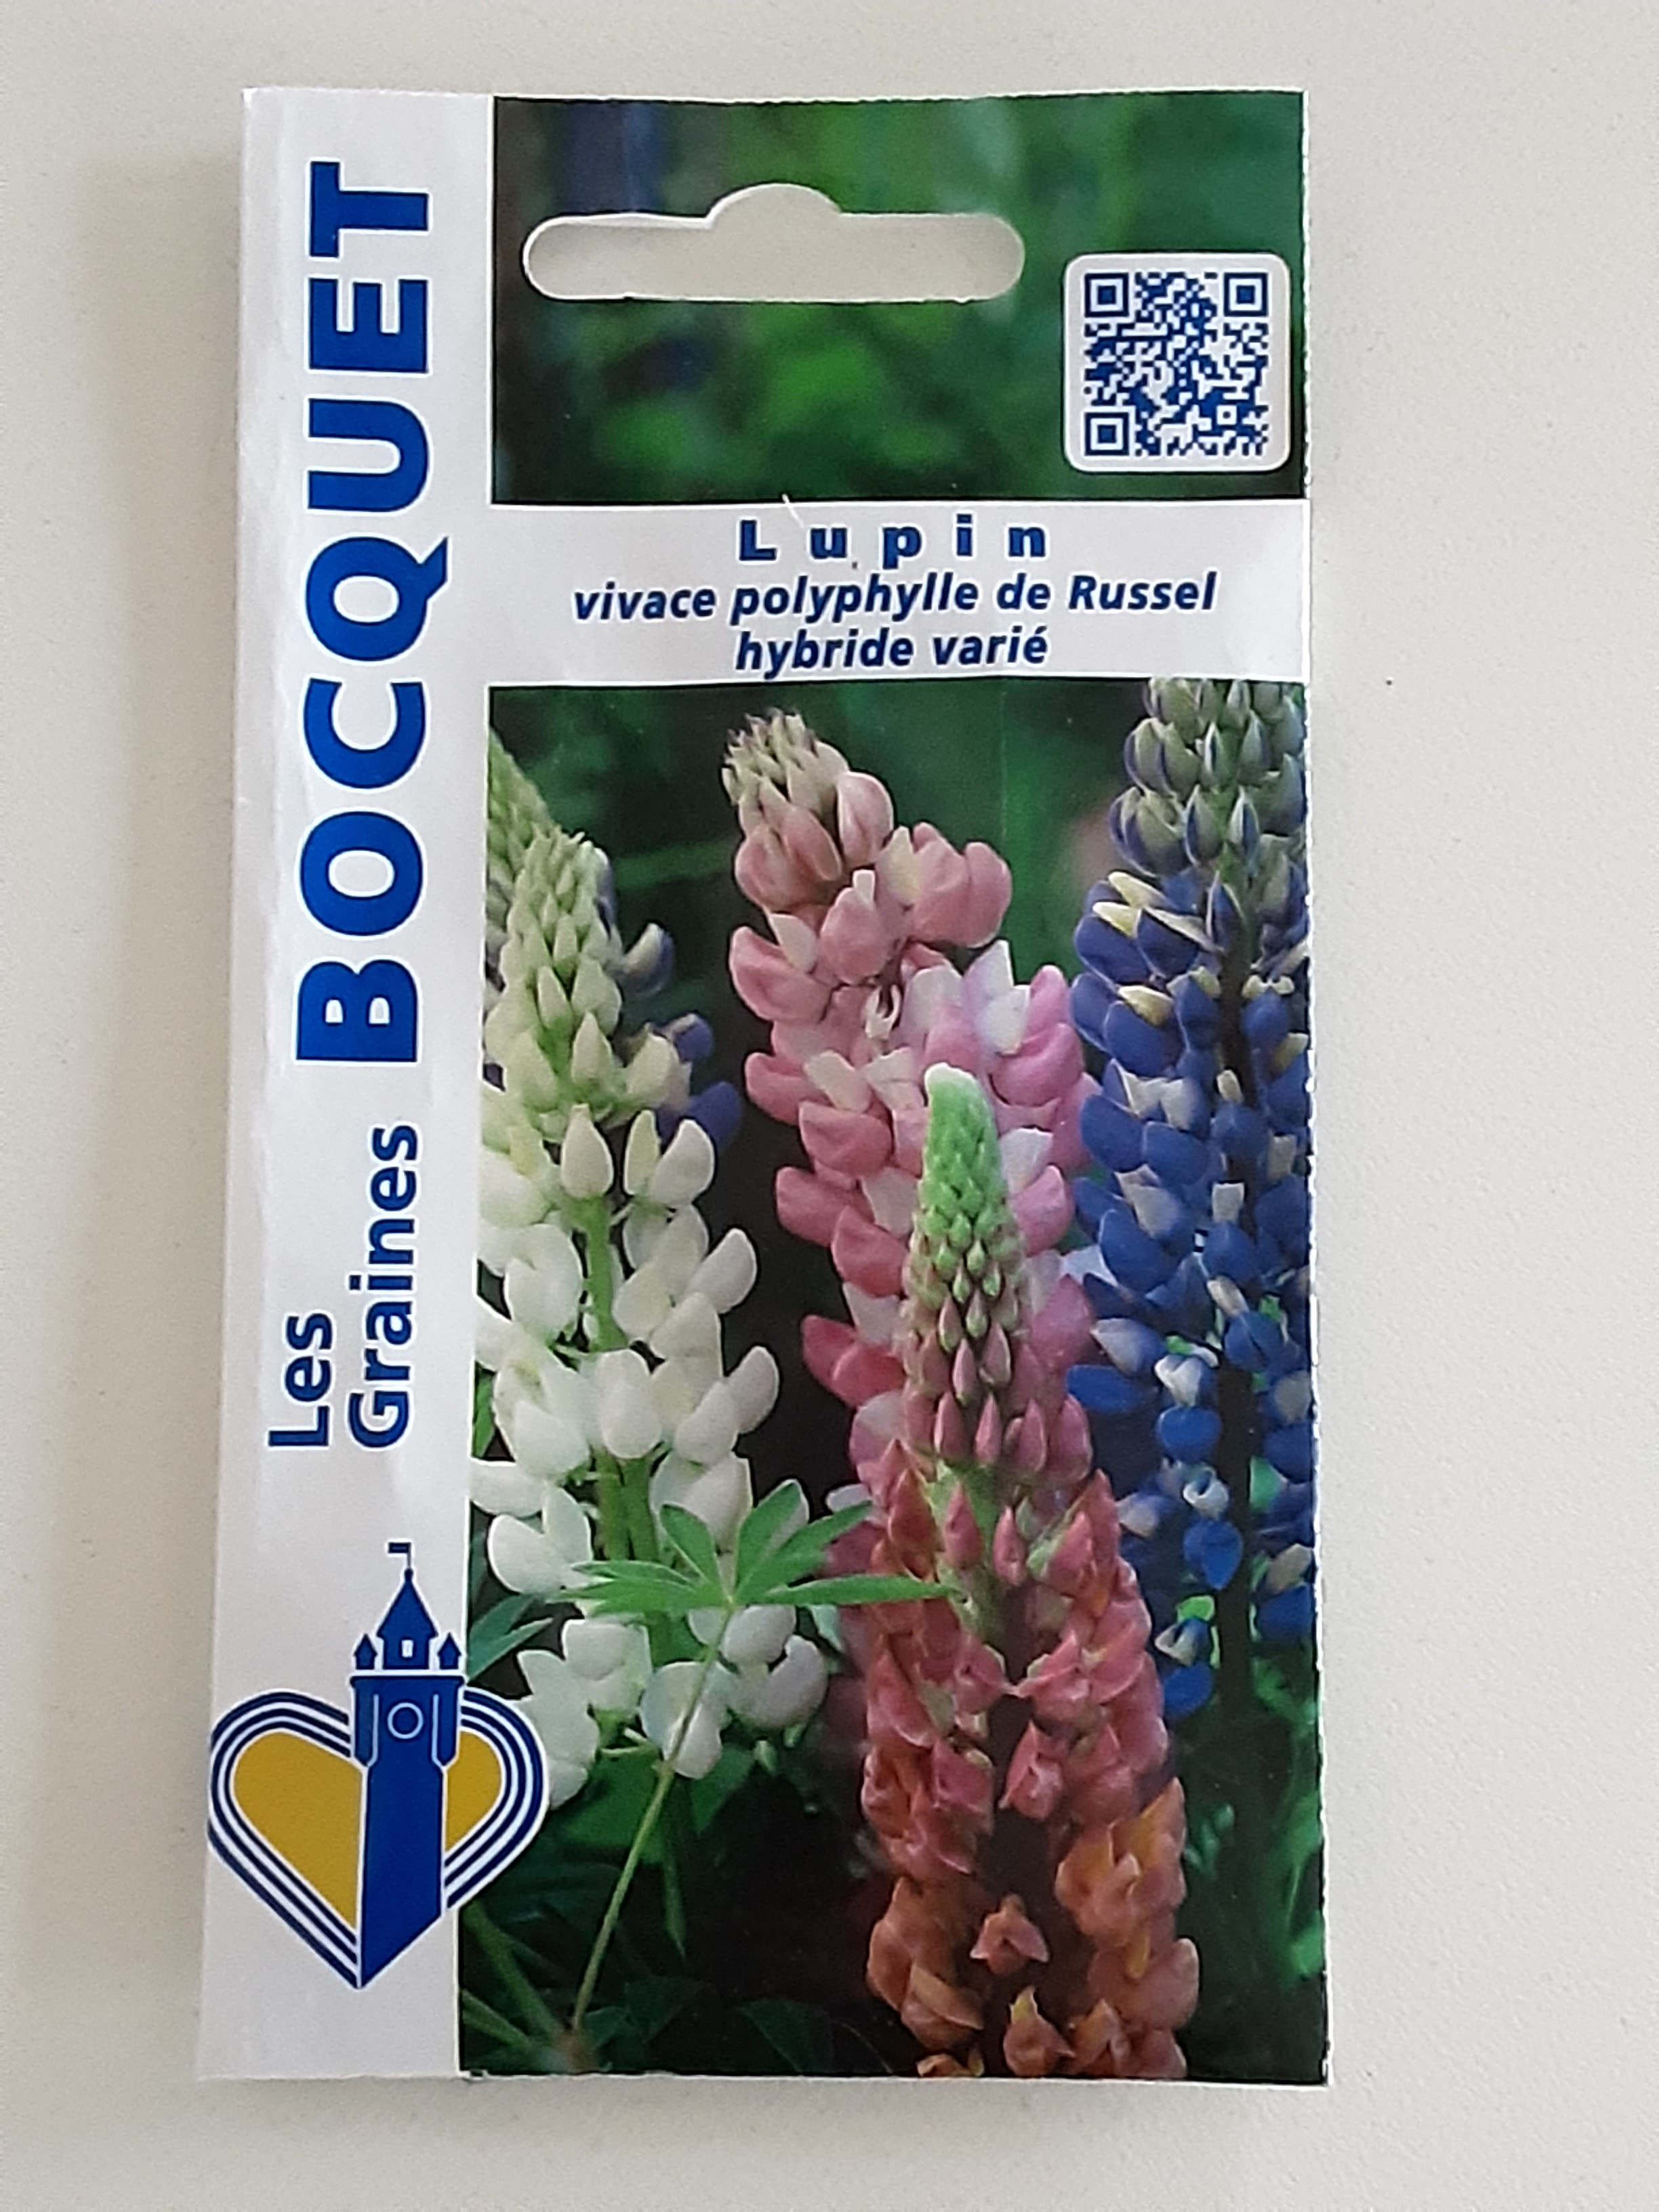 Les
Graines BOCQUET
Lupin
vivace polyphylle de Russel
hybride varié